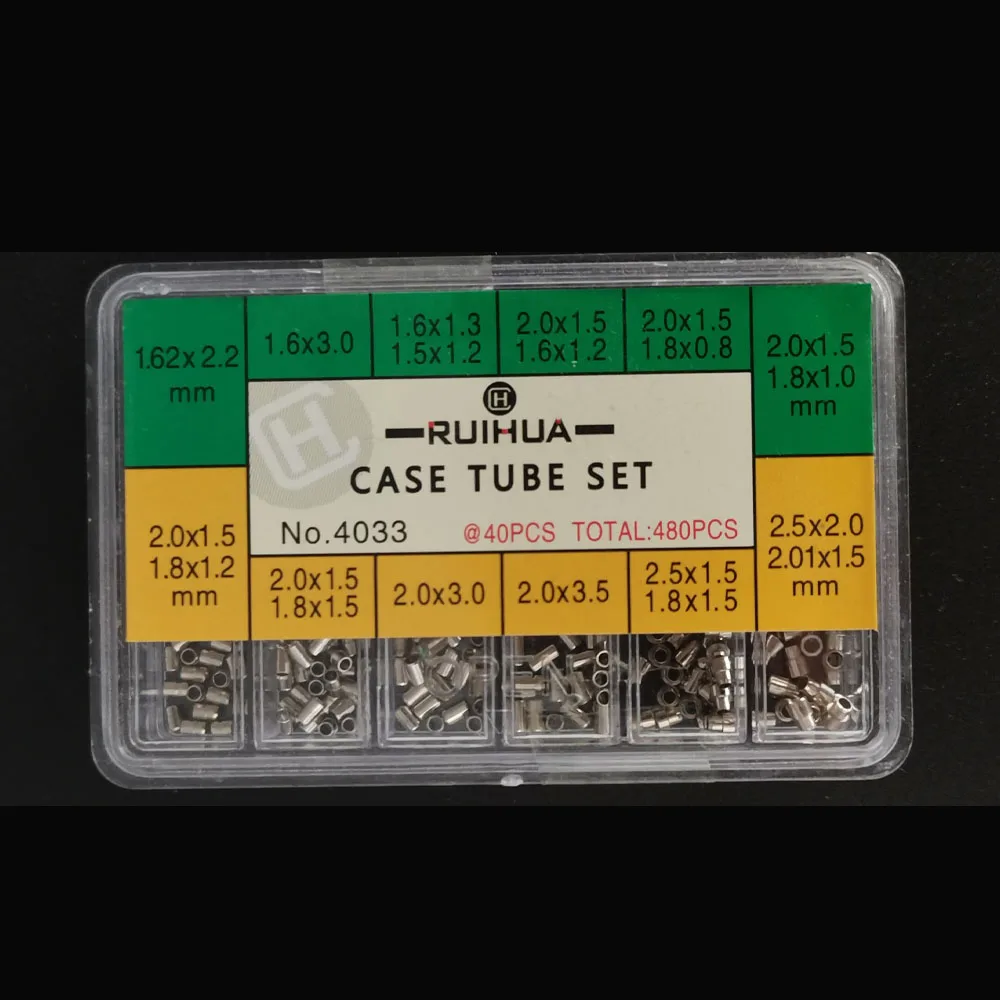 1.62x2.2
mm
1.6x3.0
1.6x1.3
1.5x1.2
2.0x1.5
1.6x1.2
2.0x1.5
1.8x0.8
2.0x1.5
1.8x1.0
mm
RUIHUA
CASE TUBE SET
No.4033 @40PCS TOTAL:480PCS
2.0x1.5
1.8x1.2
mm
2.0x1.5
1.8x1.5
2.0x3.0
2.0x3.5
2.5x1.5
1.8x1.5
2.5x2.0
2.01x1.5
mm